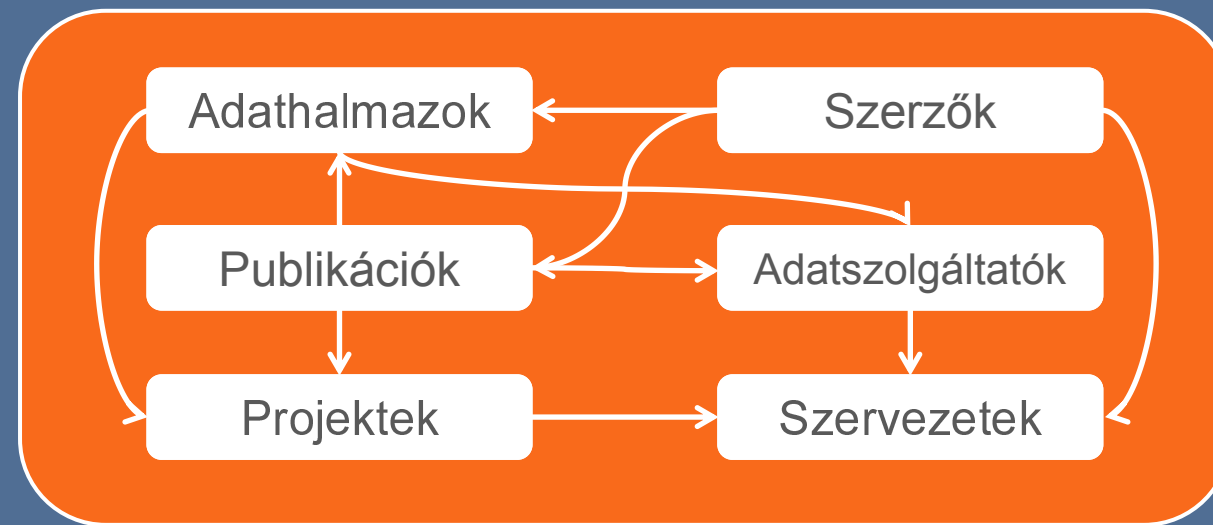 Adathalmazok
Szerzők
Publikációk
Adatszolgáltatók
Projektek
Szervezetek